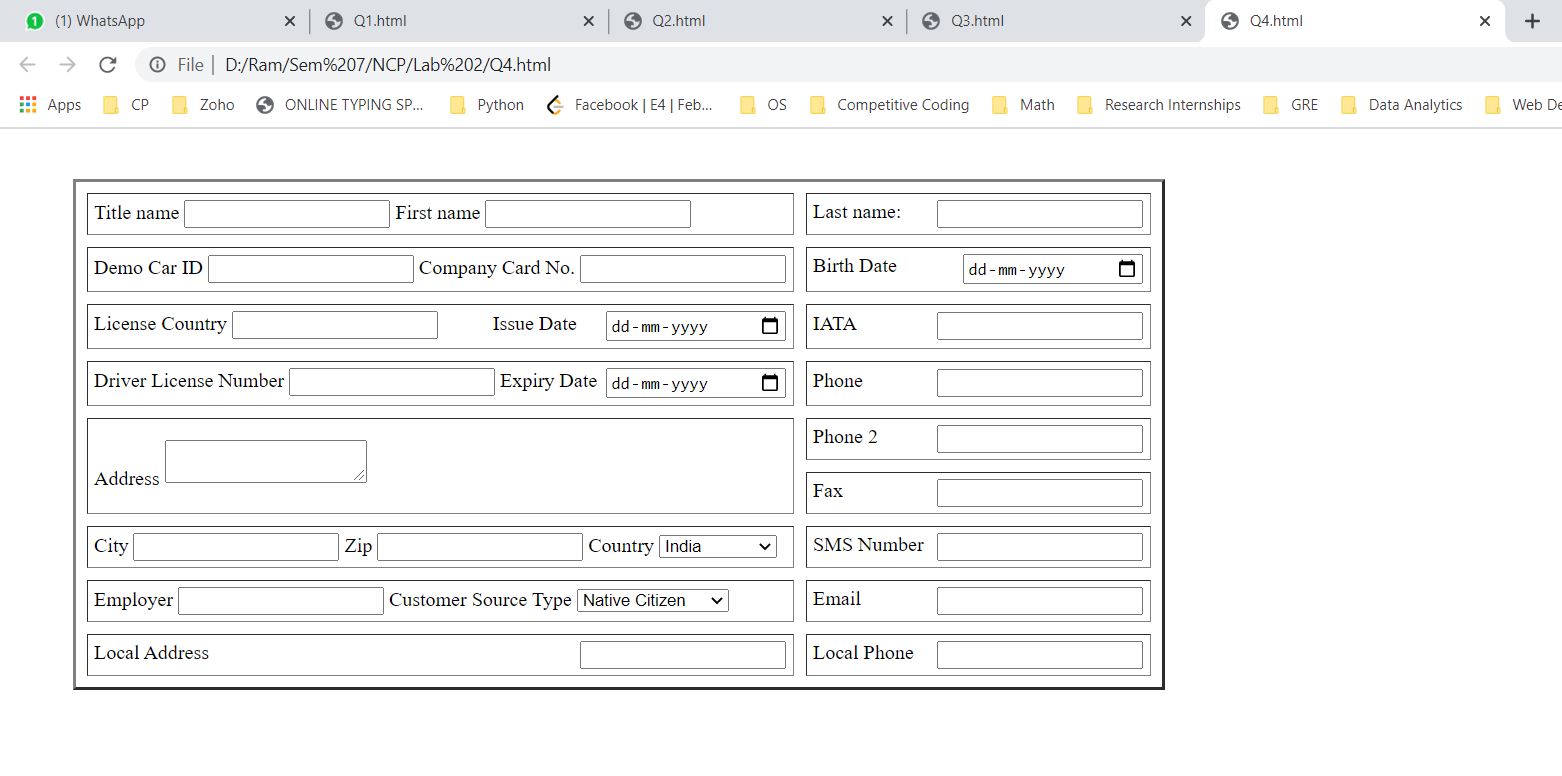 1 (1) WhatsApp Q1.html Q2.html Q3.html Q4.html
File D:/Ram/Sem%207/NCP/Lab%202/Q4.html
Apps CP Zoho ONLINE TYPING SP... Python Facebook | E4 | Feb... OS Competitive Coding Math Research Internships GRE Data Analytics Web De
Title name First name Last name:
Demo Car ID Company Card No. Birth Date dd-mm-yyyy
License Country Issue Date dd-mm-yyyy IATA
Driver License Number Expiry Date dd-mm-yyyy Phone
Phone 2
Address
Fax
City Zip Country India SMS Number
Employer Customer Source Type Native Citizen Email
Local Address Local Phone